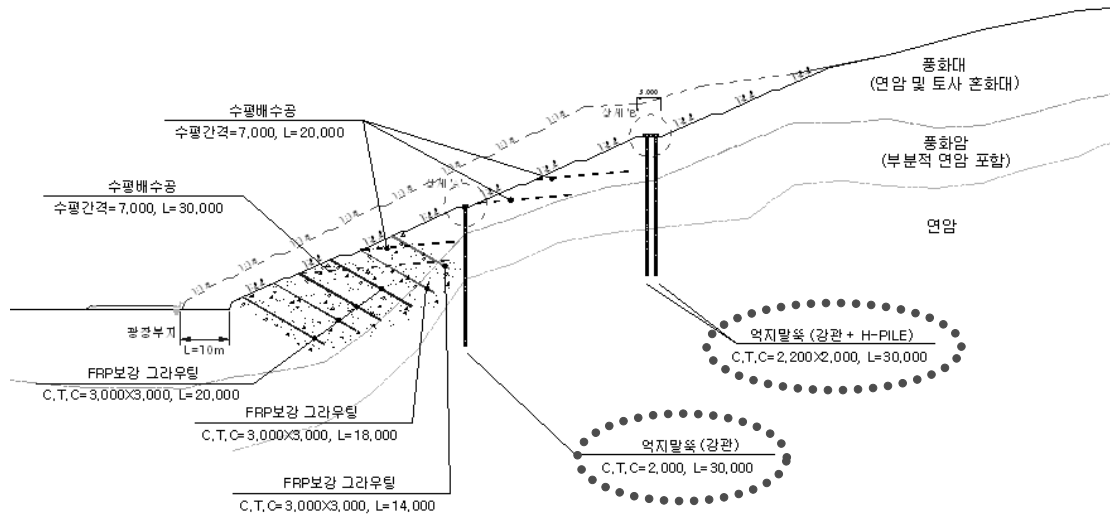 풍화대
(연암 및 토사 혼화대)
3,000
수평배수공
수평간격=7,000, L=20,000
풍화암
(부분적 연암 포함)
수평배수공
수평간격=7,000, L=30,000
연암
광장부지
L=10m
억지말뚝 (강관 + H-PILE)
C.T.C=2,200X2,000, L=30,000
FRP보강 그라우팅
C.T.C=3,000X3,000, L=20,000
FRP보강 그라우팅
C.T.C=3,000X3,000, L=18,000
억지말뚝 (강관)
C.T.C=2,000, L=30,000
FRP보강 그라우팅
C.T.C=3,000X3,000, L=14,000